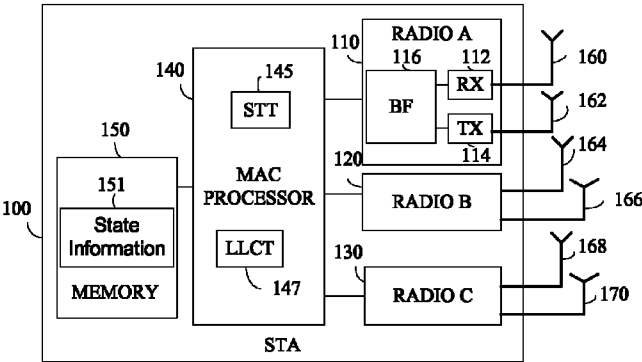 RADIO A
110
116
112
160
140
145
RX
BF
STT
162
TX
150
114
164
151
MAC
PROCESSOR
120
166
100
State
Information
RADIO B
LLCT
130
168
MEMORY
147
RADIO C
170
STA